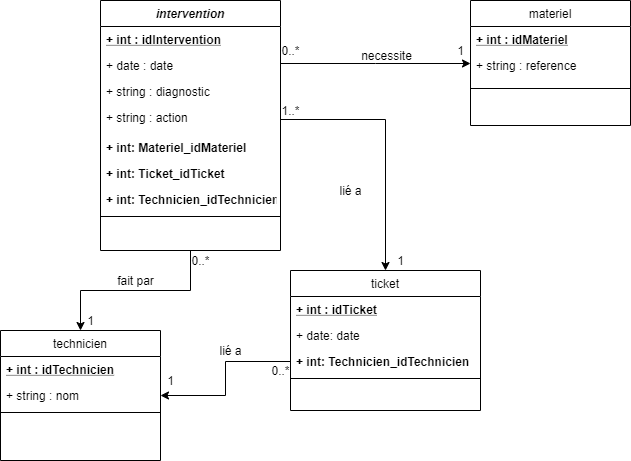 intervention
+ int : idIntervention
+ date : date
+ string : diagnostic
+ string : action
+ int: Materiel_idMateriel
+ int: Ticket_idTicket
+ int: Technicien_idTechnicien
materiel
+ int : idMateriel
+ string : reference
0..*
necessite
1
1..*
lié a
1
0..*
fait par
1
ticket
+ int : idTicket
+ date: date
+ int: Technicien_idTechnicien
technicien
+ int : idTechnicien
+ string : nom
lié a
1
0..*